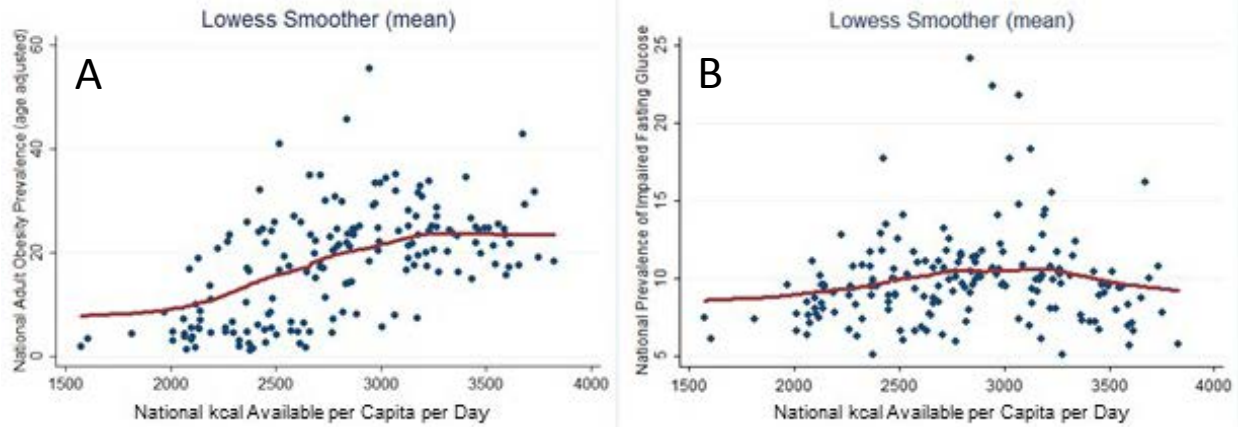 Lowess Smoother (mean)
A
National Adult Obesity Prevalence (age adjusted)
60
40
20
0
1500 2000 2500 3000 3500 4000
National kcal Available per Capita per Day
Lowess Smoother (mean)
B
National Prevalence of Impaired Fasting Glucose
25
20
15
10
5
1500 2000 2500 3000 3500 4000
National kcal Available per Capita per Day